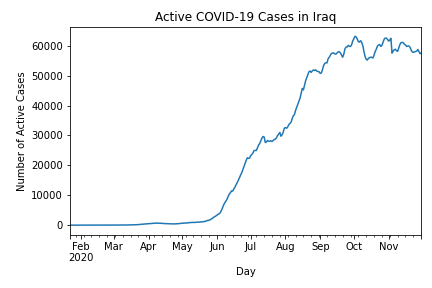 Active COVID-19 Cases in Iraq
Number of Active Cases
60000
50000
40000
30000
20000
10000
0
Feb Mar Apr May Jun Jul Aug Sep Oct Nov
2020
Day